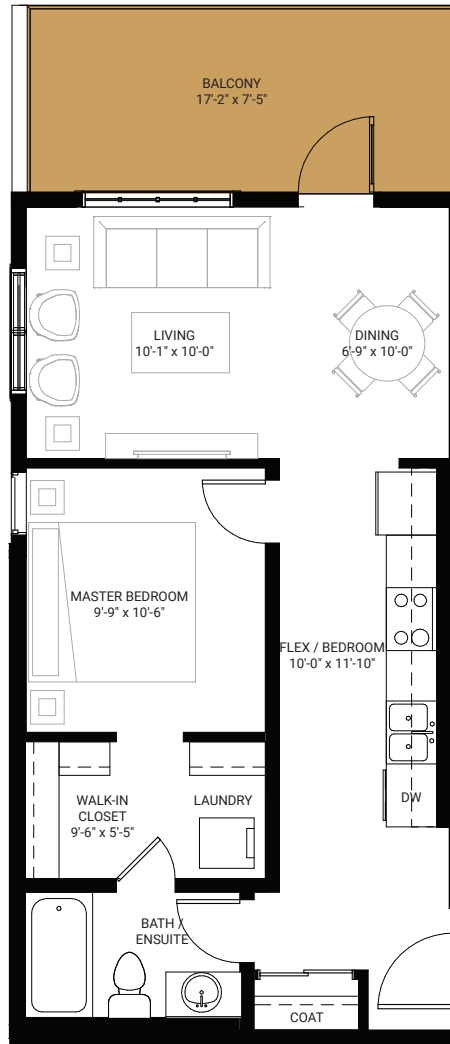 BALCONY
17'-2" x 7'-5"
LIVING
10'-1" x 10'-0"
DINING
6'-9" x 10'-0"
MASTER BEDROOM
9'-9" x 10'-6"
FLEX / BEDROOM
10'-0" x 11'-10"
WALK-IN
CLOSET
9'-6" x 5'-5"
LAUNDRY
DW
BATH /
ENSUITE
COAT